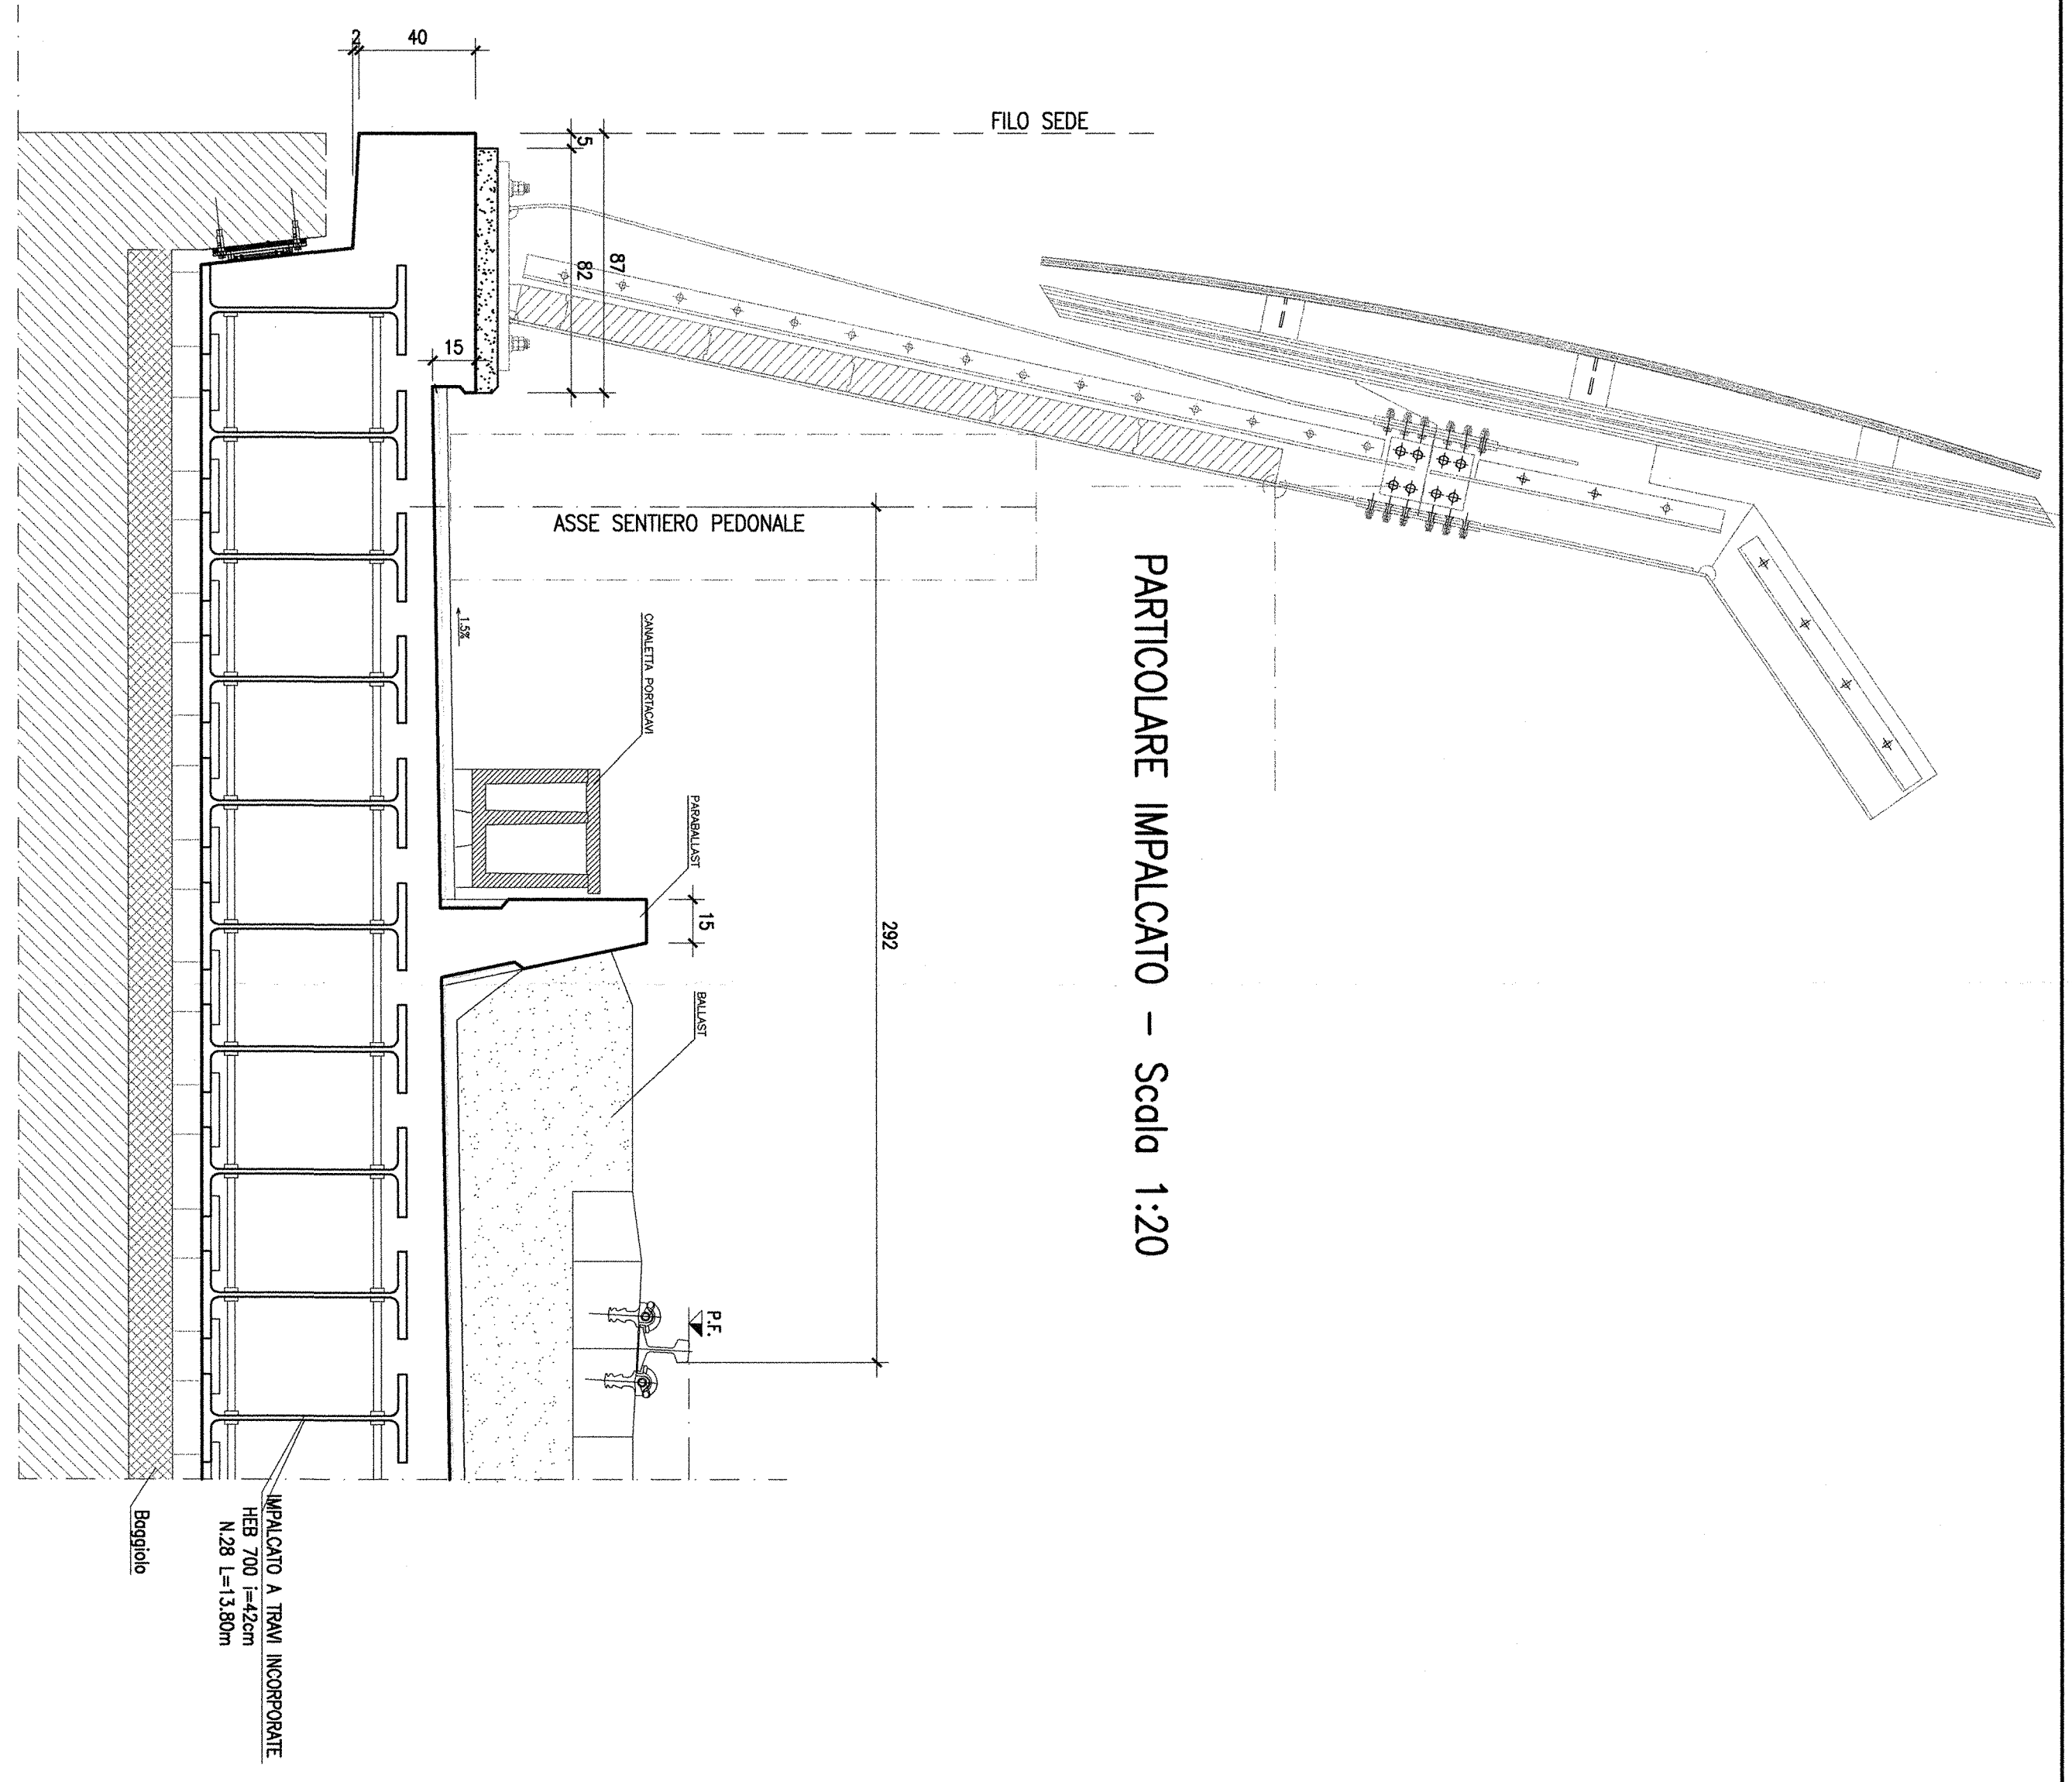 PARTICOLARE IMPALCATO - Scala 1:20
FILO SEDE
2
40
5
87
82
15
ASSE SENTIERO PEDONALE
1.5%
CANALETTA PORTACAVI
PARABALLAST
15
292
BALLAST
P.F.
IMPALCATO A TRAVI INCORPORATE
HEB 700 i=42cm
N.28 L=13.80m
Baggiolo